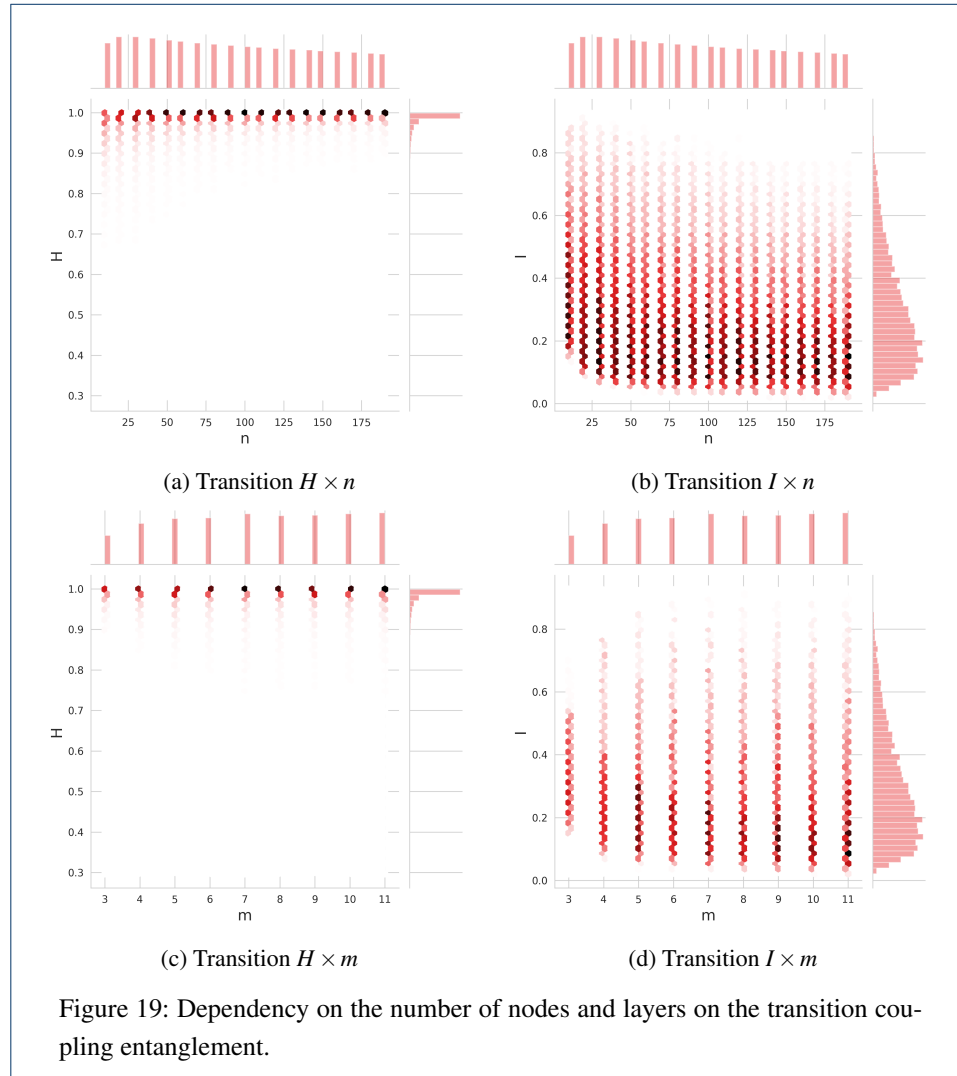 1.0
0.9
0.8
0.7
0.6
0.5
0.4
0.3
H
25 50 75 100 125 150 175
n
0.8
0.6
0.4
0.2
0.0
I
25 50 75 100 125 150 175
n
(a) Transition H × n
(b) Transition I × n
1.0
0.9
0.8
0.7
0.6
0.5
0.4
0.3
H
3 4 5 6 7 8 9 10 11
m
0.8
0.6
0.4
0.2
0.0
I
3 4 5 6 7 8 9 10 11
m
(c) Transition H × m
(d) Transition I × m
Figure 19: Dependency on the number of nodes and layers on the transition cou-
pling entanglement.